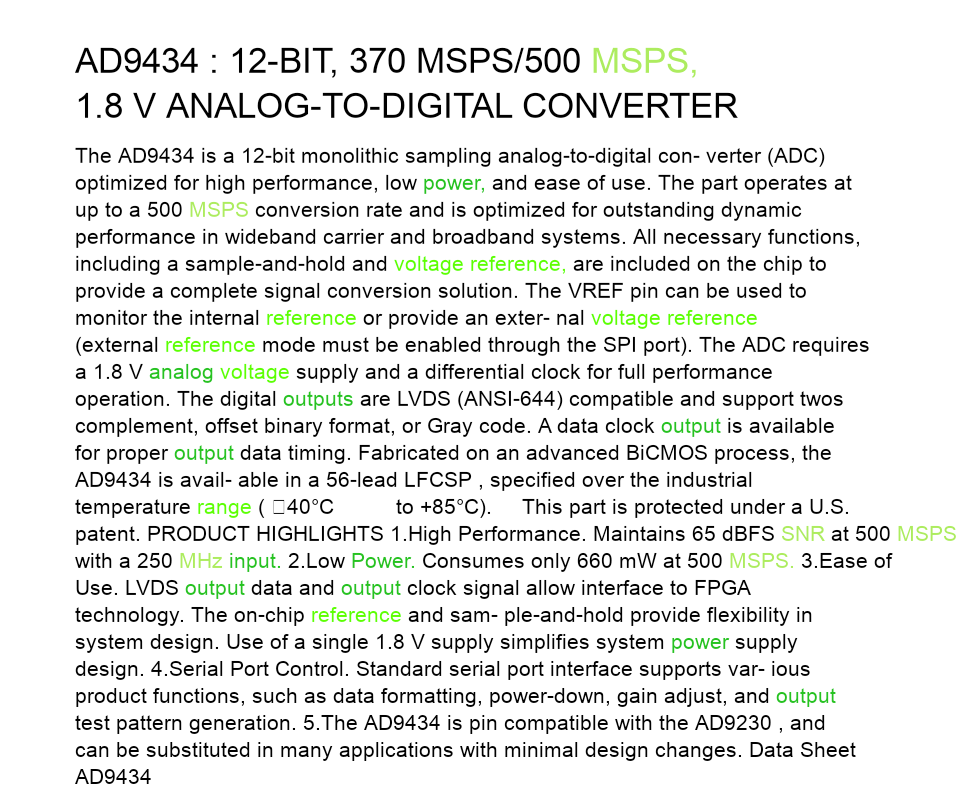 AD9434 : 12-BIT, 370 MSPS/500 MSPS,
1.8 V ANALOG-TO-DIGITAL CONVERTER
The AD9434 is a 12-bit monolithic sampling analog-to-digital con- verter (ADC)
optimized for high performance, low power, and ease of use. The part operates at
up to a 500 MSPS conversion rate and is optimized for outstanding dynamic
performance in wideband carrier and broadband systems. All necessary functions,
including a sample-and-hold and voltage reference, are included on the chip to
provide a complete signal conversion solution. The VREF pin can be used to
monitor the internal reference or provide an exter- nal voltage reference
(external reference mode must be enabled through the SPI port). The ADC requires
a 1.8 V analog voltage supply and a differential clock for full performance
operation. The digital outputs are LVDS (ANSI-644) compatible and support twos
complement, offset binary format, or Gray code. A data clock output is available
for proper output data timing. Fabricated on an advanced BiCMOS process, the
AD9434 is avail- able in a 56-lead LFCSP , specified over the industrial
temperature range ( □40°C to +85°C). This part is protected under a U.S.
patent. PRODUCT HIGHLIGHTS 1.High Performance. Maintains 65 dBFS SNR at 500 MSPS
with a 250 MHz input. 2.Low Power. Consumes only 660 mW at 500 MSPS. 3.Ease of
Use. LVDS output data and output clock signal allow interface to FPGA
technology. The on-chip reference and sam- ple-and-hold provide flexibility in
system design. Use of a single 1.8 V supply simplifies system power supply
design. 4.Serial Port Control. Standard serial port interface supports var- ious
product functions, such as data formatting, power-down, gain adjust, and output
test pattern generation. 5.The AD9434 is pin compatible with the AD9230 , and
can be substituted in many applications with minimal design changes. Data Sheet
AD9434